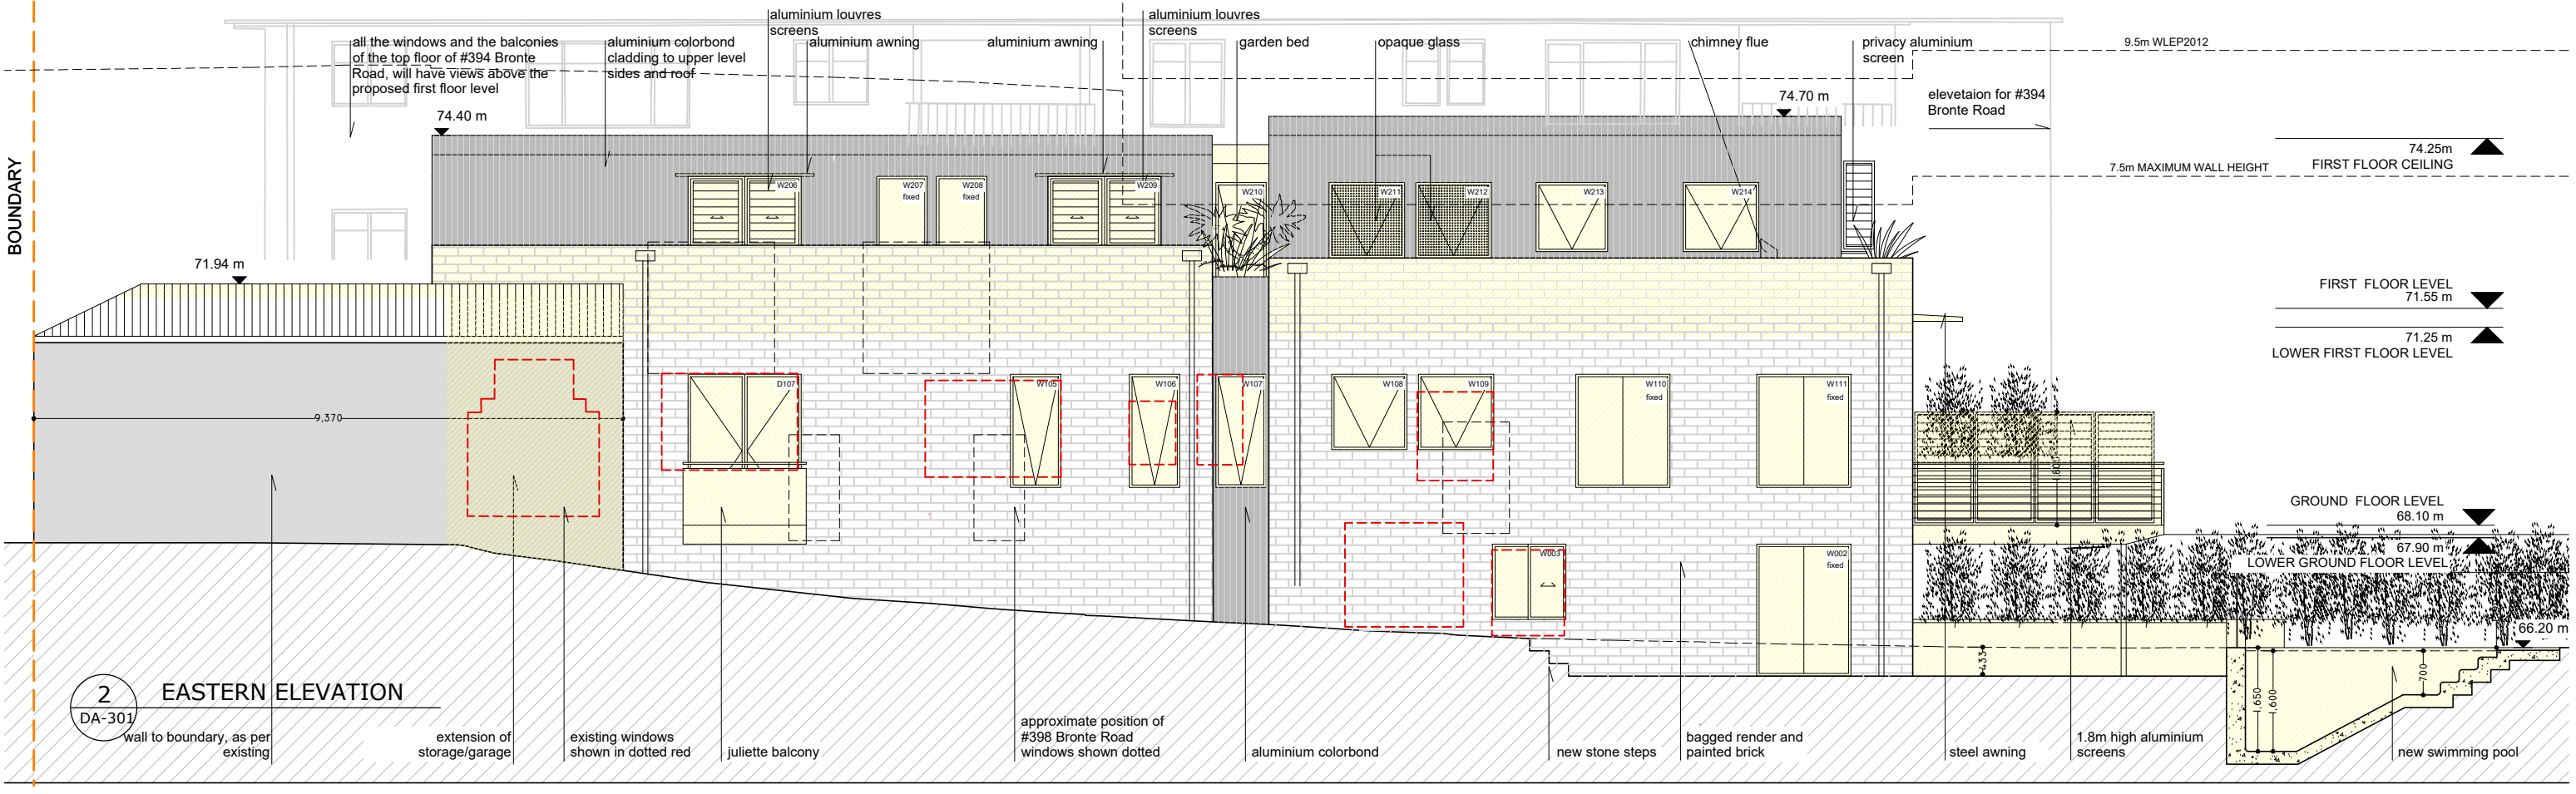 aluminium louvres
screens
aluminium louvres
screens
all the windows and the balconies
of the top floor of #394 Bronte
Road, will have views above the
proposed first floor level
aluminium colorbond
cladding to upper level
sides and roof
aluminium awning
aluminium awning
garden bed
opaque glass
chimney flue
privacy aluminium
screen
9.5m WLEP2012
elevetaion for #394
Bronte Road
74.40 m
74.70 m
74.25m
FIRST FLOOR CEILING
7.5m MAXIMUM WALL HEIGHT
BOUNDARY
W206
W207
fixed
W208
fixed
W209
W210
W211
W212
W213
W214
71.94 m
FIRST FLOOR LEVEL
71.55 m
71.25 m
LOWER FIRST FLOOR LEVEL
D107
W105
W106
W107
W108
W109
W110
fixed
W111
fixed
9,370
1,800
GROUND FLOOR LEVEL
68.10 m
67.90 m
LOWER GROUND FLOOR LEVEL
W003
W002
fixed
66.20 m
433
1,650
1,600
700
2
DA-301
EASTERN ELEVATION
wall to boundary, as per
existing
extension of
storage/garage
existing windows
shown in dotted red
juliette balcony
approximate position of
#398 Bronte Road
windows shown dotted
aluminium colorbond
new stone steps
bagged render and
painted brick
steel awning
1.8m high aluminium
screens
new swimming pool